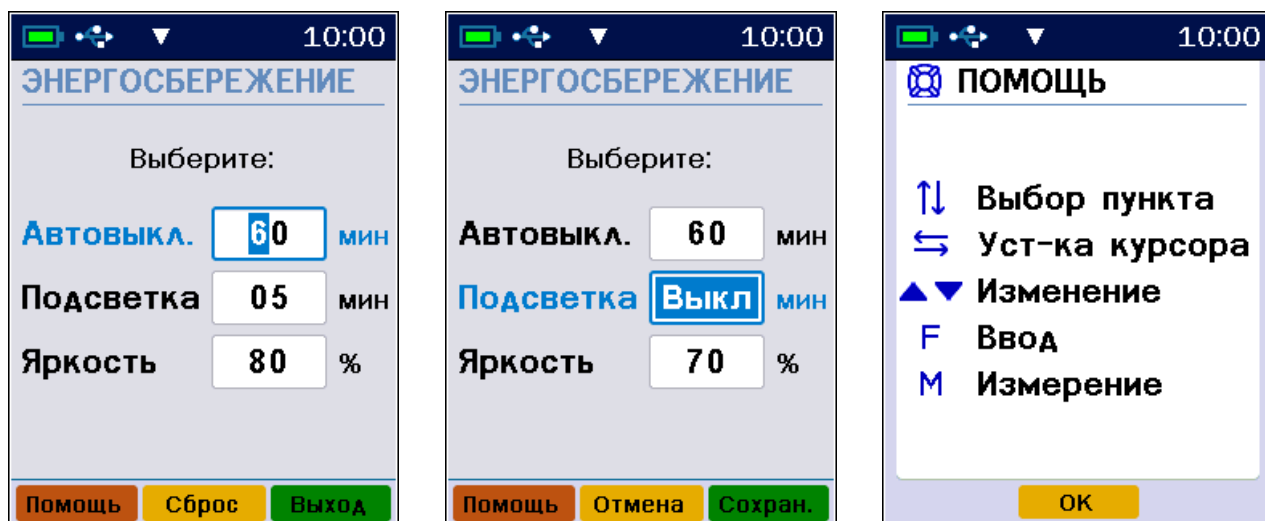 10:00
ЭНЕРГОСБЕРЕЖЕНИЕ
Выберите:
Автовыкл. 60 мин
Подсветка 05 мин
Яркость 80 %
Помощь Сброс Выход
10:00
ЭНЕРГОСБЕРЕЖЕНИЕ
Выберите:
Автовыкл. 60 мин
Подсветка Выкл мин
Яркость 70 %
Помощь Отмена Сохран.
10:00
ПОМОЩЬ
↑↓ Выбор пункта
⇆ Уст-ка курсора
▲▼ Изменение
F Ввод
M Измерение
ОК